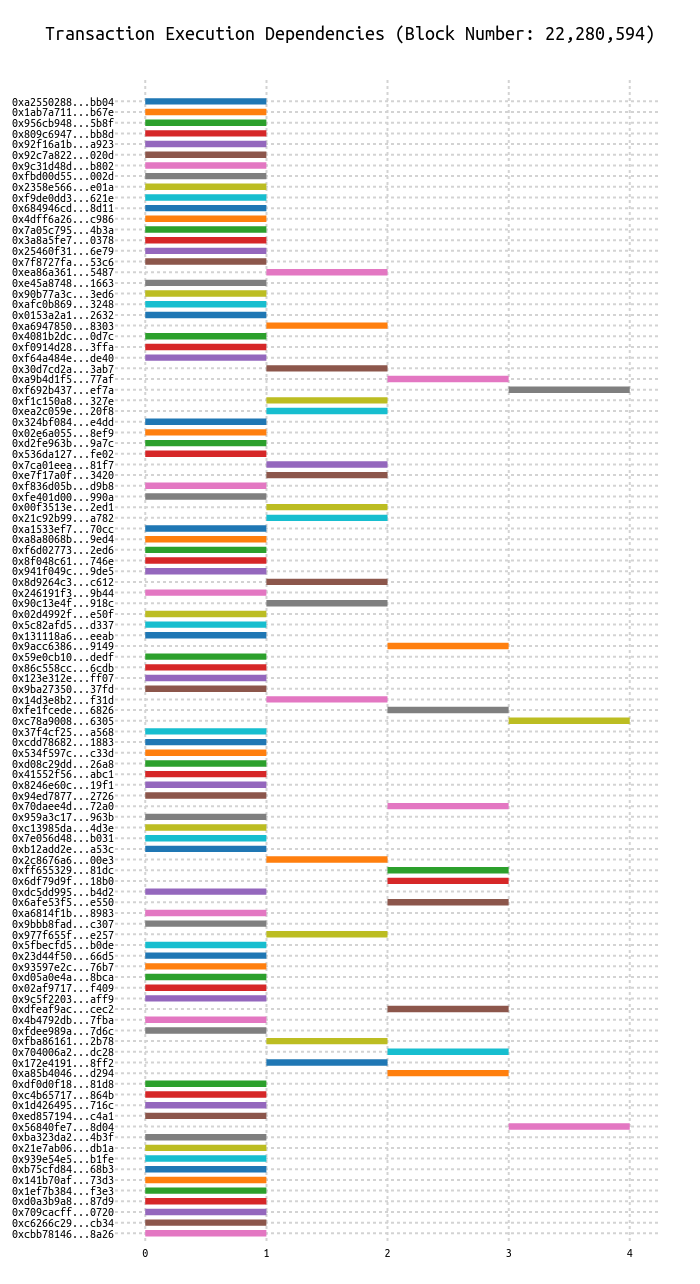 Transaction Execution Dependencies (Block Number: 22,280,594)
0xa2550288...bb04
0x1ab7a711...b67e
0x956cb948...5b8f
0x809c6947...bb8d
0x92f16a1b...a923
0x92c7a822...020d
0x9c31d48d...b802
0xfbd00d55...002d
0x2358e566...e01a
0xf9de0dd3...621e
0x684946cd...8d11
0x4dff6a26...c986
0x7a05c795...4b3a
0x3a8a5fe7...0378
0x25460f31...6e79
0x7f8727fa...53c6
0xea86a361...5487
0xe45a8748...1663
0x90b77a3c...3ed6
0xafc0b869...3248
0x0153a2a1...2632
0xa6947850...8303
0x4081b2dc...0d7c
0xf0914d28...3ffa
0xf64a484e...de40
0x30d7cd2a...3ab7
0xa9b4d1f5...77af
0xf692b437...ef7a
0xf1c150a8...327e
0xea2c059e...20f8
0x324bf084...e4dd
0x02e6a055...8ef9
0xd2fe963b...9a7c
0x536da127...fe02
0x7ca01eea...81f7
0xe7f17a0f...3420
0xf836d05b...d9b8
0xfe401d00...990a
0x00f3513e...2ed1
0x21c92b99...a782
0xa1533ef7...70cc
0xa8a8068b...9ed4
0xf6d02773...2ed6
0x8f048c61...746e
0x941f049c...9de5
0x8d9264c3...c612
0x246191f3...9b44
0x90c13e4f...918c
0x02d4992f...e50f
0x5c82afd5...d337
0x131118a6...eeab
0x9acc6386...9149
0x59e0cb10...dedf
0x86c558cc...6cdb
0x123e312e...ff07
0x9ba27350...37fd
0x14d3e8b2...f31d
0xfe1fcede...6826
0xc78a9008...6305
0x37f4cf25...a568
0xcdd78682...1883
0x534f597c...c33d
0xd08c29dd...26a8
0x41552f56...abc1
0x8246e60c...19f1
0x94ed7877...2726
0x70daee4d...72a0
0x959a3c17...963b
0xc13985da...4d3e
0x7e056d48...b031
0xb12add2e...a53c
0x2c8676a6...00e3
0xff655329...81dc
0x6df79d9f...18b0
0xdc5dd995...b4d2
0x6afe53f5...e550
0xa6814f1b...8983
0x9bbb8fad...c307
0x977f655f...e257
0x5fbecfd5...b0de
0x23d44f50...66d5
0x93597e2c...76b7
0xd05a0e4a...8bca
0x02af9717...f409
0x9c5f2203...aff9
0xdfeaf9ac...cec2
0x4b4792db...7fba
0xfdee989a...7d6c
0xfba86161...2b78
0x704006a2...dc28
0x172e4191...8ff2
0xa85b4046...d294
0xdf0d0f18...81d8
0xc4b65717...864b
0x1d426495...716c
0xed857194...c4a1
0x56840fe7...8d04
0xba323da2...4b3f
0x21e7ab06...db1a
0x939e54e5...b1fe
0xb75cfd84...68b3
0x141b70af...73d3
0x1ef7b384...f3e3
0xd0a3b9a8...87d9
0x709cacff...0720
0xc6266c29...cb34
0xcbb78146...8a26
0 1 2 3 4